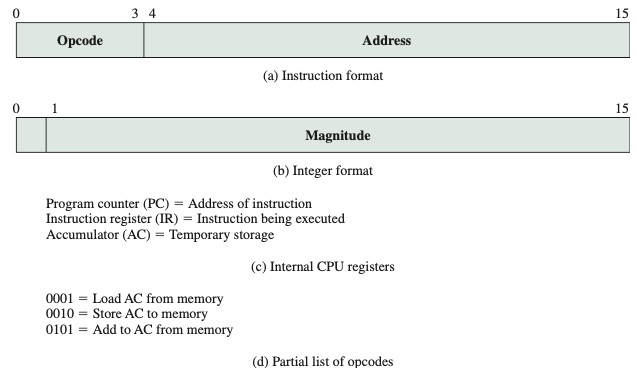 0 3 4 15
Opcode Address
(a) Instruction format
0 1 15
Magnitude
(b) Integer format
Program counter (PC) = Address of instruction
Instruction register (IR) = Instruction being executed
Accumulator (AC) = Temporary storage
(c) Internal CPU registers
0001 = Load AC from memory
0010 = Store AC to memory
0101 = Add to AC from memory
(d) Partial list of opcodes